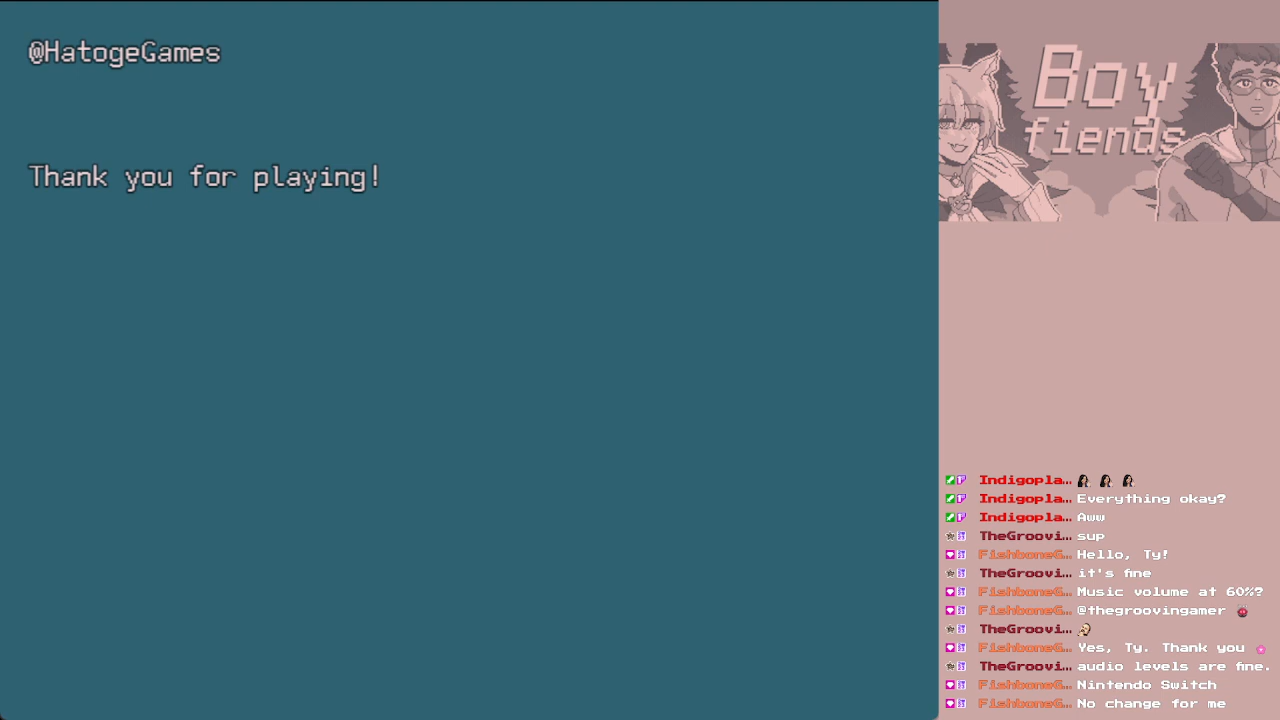 @HatogeGames
Thank you for playing!
Boy
fiends
Indigopla…
Indigopla… Everything okay?
Indigopla… Aww
TheGroovi… sup
FishboneG… Hello, Ty!
TheGroovi… it's fine
FishboneG… Music volume at 60%?
FishboneG… @thegroovingamer
TheGroovi…
FishboneG… Yes, Ty. Thank you
TheGroovi… audio levels are fine.
FishboneG… Nintendo Switch
FishboneG… No change for me